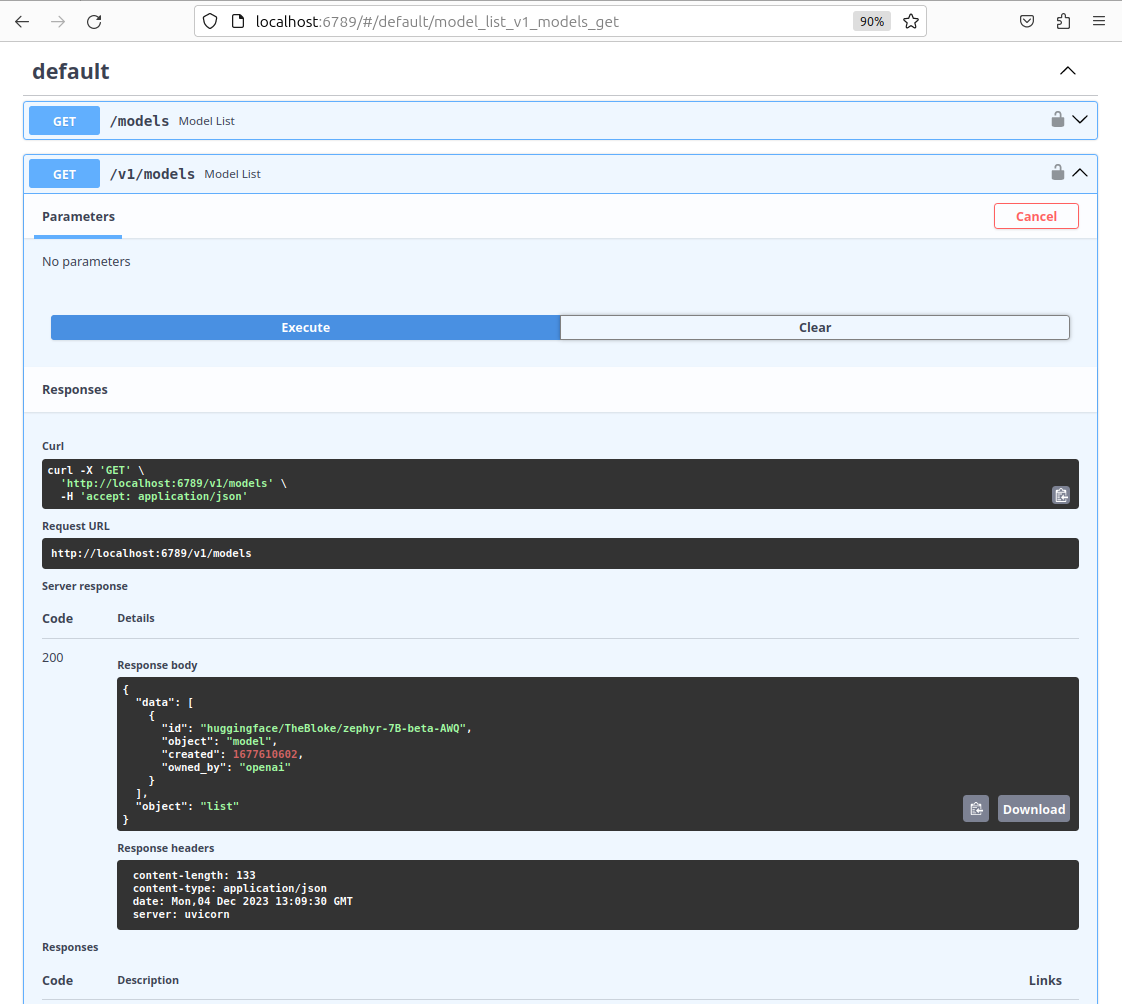 localhost:6789/#/default/model_list_v1_models_get
90%
default
GET /models Model List
GET /v1/models Model List
Parameters
Cancel
No parameters
Execute
Clear
Responses
Curl
curl -X 'GET' \
  'http://localhost:6789/v1/models' \
  -H 'accept: application/json'
Request URL
http://localhost:6789/v1/models
Server response
Code Details
200
Response body
{
  "data": [
    {
      "id": "huggingface/TheBloke/zephyr-7B-beta-AWQ",
      "object": "model",
      "created": 1677610602,
      "owned_by": "openai"
    }
  ],
  "object": "list"
}
Download
Response headers
content-length: 133
content-type: application/json
date: Mon,04 Dec 2023 13:09:30 GMT
server: uvicorn
Responses
Code Description Links